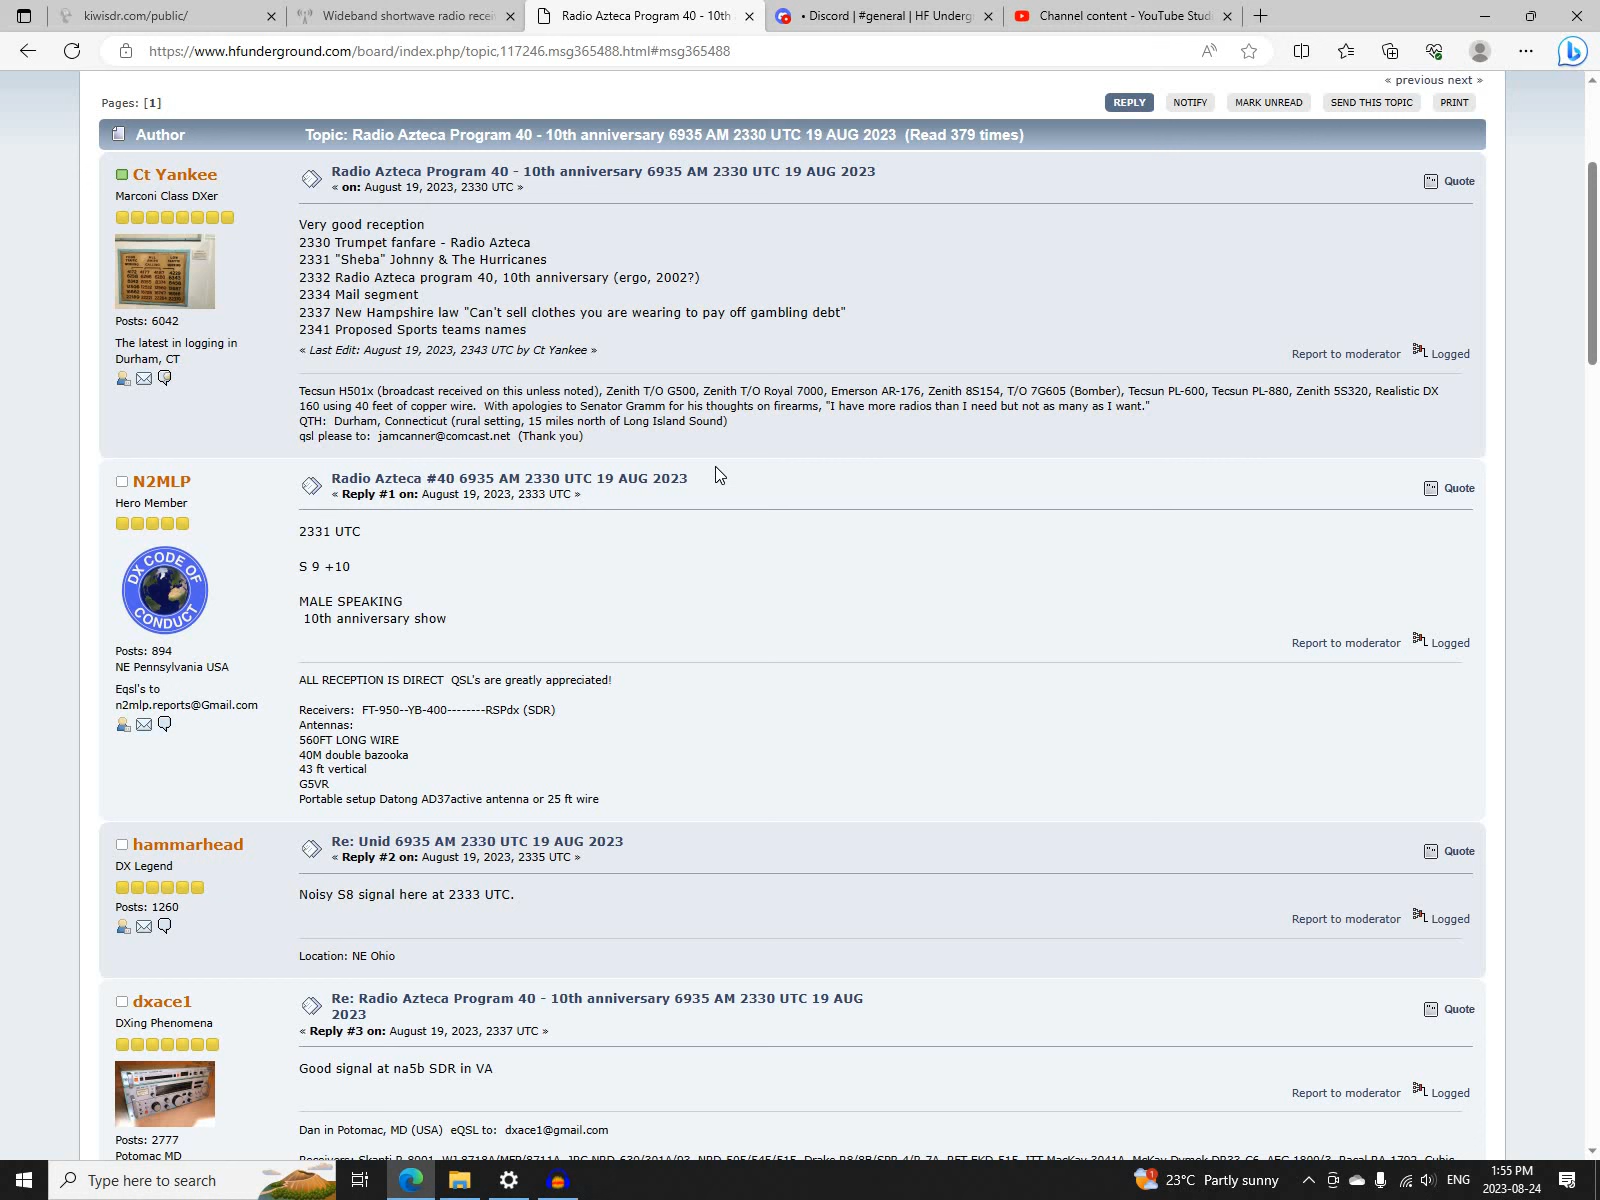 kiwisdr.com/public/
Wideband shortwave radio recei
Radio Azteca Program 40 - 10th
• Discord | #general | HF Underg
Channel content - YouTube Studi
https://www.hfunderground.com/board/index.php/topic,117246.msg365488.html#msg365488
« previous next »
Pages: [1]
REPLY NOTIFY MARK UNREAD SEND THIS TOPIC PRINT
Author Topic: Radio Azteca Program 40 - 10th anniversary 6935 AM 2330 UTC 19 AUG 2023 (Read 379 times)
Ct Yankee
Marconi Class DXer
Posts: 6042
The latest in logging in
Durham, CT
Radio Azteca Program 40 - 10th anniversary 6935 AM 2330 UTC 19 AUG 2023
« on: August 19, 2023, 2330 UTC »
Quote
Very good reception
2330 Trumpet fanfare - Radio Azteca
2331 "Sheba" Johnny & The Hurricanes
2332 Radio Azteca program 40, 10th anniversary (ergo, 2002?)
2334 Mail segment
2337 New Hampshire law "Can't sell clothes you are wearing to pay off gambling debt"
2341 Proposed Sports teams names
« Last Edit: August 19, 2023, 2343 UTC by Ct Yankee »
Report to moderator Logged
Tecsun H501x (broadcast received on this unless noted), Zenith T/O G500, Zenith T/O Royal 7000, Emerson AR-176, Zenith 8S154, T/O 7G605 (Bomber), Tecsun PL-600, Tecsun PL-880, Zenith 5S320, Realistic DX
160 using 40 feet of copper wire. With apologies to Senator Gramm for his thoughts on firearms, "I have more radios than I need but not as many as I want."
QTH: Durham, Connecticut (rural setting, 15 miles north of Long Island Sound)
qsl please to: jamcanner@comcast.net (Thank you)
N2MLP
Hero Member
DX CODE OF
CONDUCT
Posts: 894
NE Pennsylvania USA
Eqsl's to
n2mlp.reports@Gmail.com
Radio Azteca #40 6935 AM 2330 UTC 19 AUG 2023
« Reply #1 on: August 19, 2023, 2333 UTC »
Quote
2331 UTC
S 9 +10
MALE SPEAKING
10th anniversary show
Report to moderator Logged
ALL RECEPTION IS DIRECT QSL's are greatly appreciated!
Receivers: FT-950--YB-400--------RSPdx (SDR)
Antennas:
560FT LONG WIRE
40M double bazooka
43 ft vertical
G5VR
Portable setup Datong AD37active antenna or 25 ft wire
hammarhead
DX Legend
Posts: 1260
Re: Unid 6935 AM 2330 UTC 19 AUG 2023
« Reply #2 on: August 19, 2023, 2335 UTC »
Quote
Noisy S8 signal here at 2333 UTC.
Report to moderator Logged
Location: NE Ohio
dxace1
DXing Phenomena
Posts: 2777
Potomac MD
Re: Radio Azteca Program 40 - 10th anniversary 6935 AM 2330 UTC 19 AUG
2023
« Reply #3 on: August 19, 2023, 2337 UTC »
Quote
Good signal at na5b SDR in VA
Report to moderator Logged
Dan in Potomac, MD (USA) eQSL to: dxace1@gmail.com
Type here to search
23°C Partly sunny
ENG
1:55 PM
2023-08-24